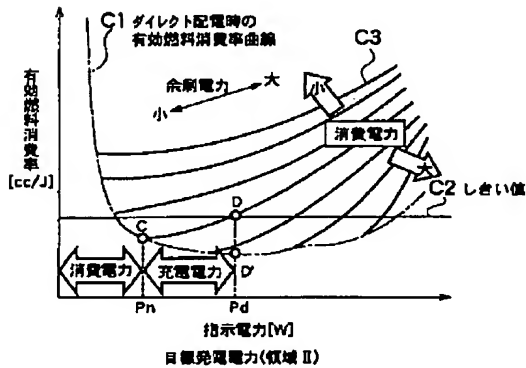 C1 ダイレクト配電時の
有効燃料消費率曲線
C3
余剰電力
大
小
小
消費電力
大
C2 しきい値
有効燃料消費率
[cc/J]
C
D
D'
消費電力
充電電力
Pn
Pd
指示電力[W]
目標発電電力(領域Ⅱ)